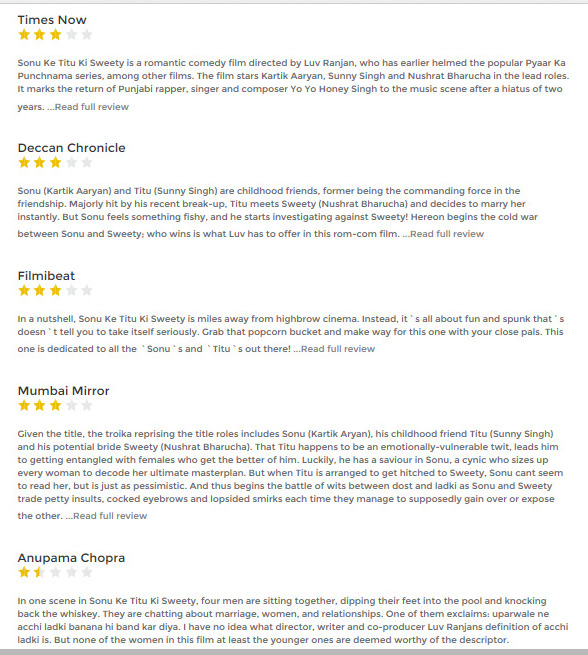 Times Now
Sonu Ke Titu Ki Sweety is a romantic comedy film directed by Luv Ranjan, who has earlier helmed the popular Pyaar Ka
Punchnama series, among other films. The film stars Kartik Aaryan, Sunny Singh and Nushrat Bharucha in the lead roles.
It marks the return of Punjabi rapper, singer and composer Yo Yo Honey Singh to the music scene after a hiatus of two
years. ...Read full review
Deccan Chronicle
Sonu (Kartik Aaryan) and Titu (Sunny Singh) are childhood friends, former being the commanding force in the
friendship. Majorly hit by his recent break-up, Titu meets Sweety (Nushrat Bharucha) and decides to marry her
instantly. But Sonu feels something fishy, and he starts investigating against Sweety! Hereon begins the cold war
between Sonu and Sweety; who wins is what Luv has to offer in this rom-com film. ...Read full review
Filmibeat
In a nutshell, Sonu Ke Titu Ki Sweety is miles away from highbrow cinema. Instead, it`s all about fun and spunk that`s
doesn`t tell you to take itself seriously. Grab that popcorn bucket and make way for this one with your close pals. This
one is dedicated to all the `Sonu`s and `Titu`s out there! ...Read full review
Mumbai Mirror
Given the title, the troika reprising the title roles includes Sonu (Kartik Aryan), his childhood friend Titu (Sunny Singh)
and his potential bride Sweety (Nushrat Bharucha). That Titu happens to be an emotionally-vulnerable twit, leads him
to getting entangled with females who get the better of him. Luckily, he has a saviour in Sonu, a cynic who sizes up
every woman to decode her ultimate masterplan. But when Titu is arranged to get hitched to Sweety, Sonu cant seem
to read her, but is just as pessimistic. And thus begins the battle of wits between dost and ladki as Sonu and Sweety
trade petty insults, cocked eyebrows and lopsided smirks each time they manage to supposedly gain over or expose
the other. ...Read full review
Anupama Chopra
In one scene in Sonu Ke Titu Ki Sweety, four men are sitting together, dipping their feet into the pool and knocking
back the whiskey. They are chatting about marriage, women, and relationships. One of them exclaims: uparwale ne
acchi ladki banana hi band kar diya. I have no idea what director, writer and co-producer Luv Ranjans definition of acchi
ladki is. But none of the women in this film at least the younger ones are deemed worthy of the descriptor.